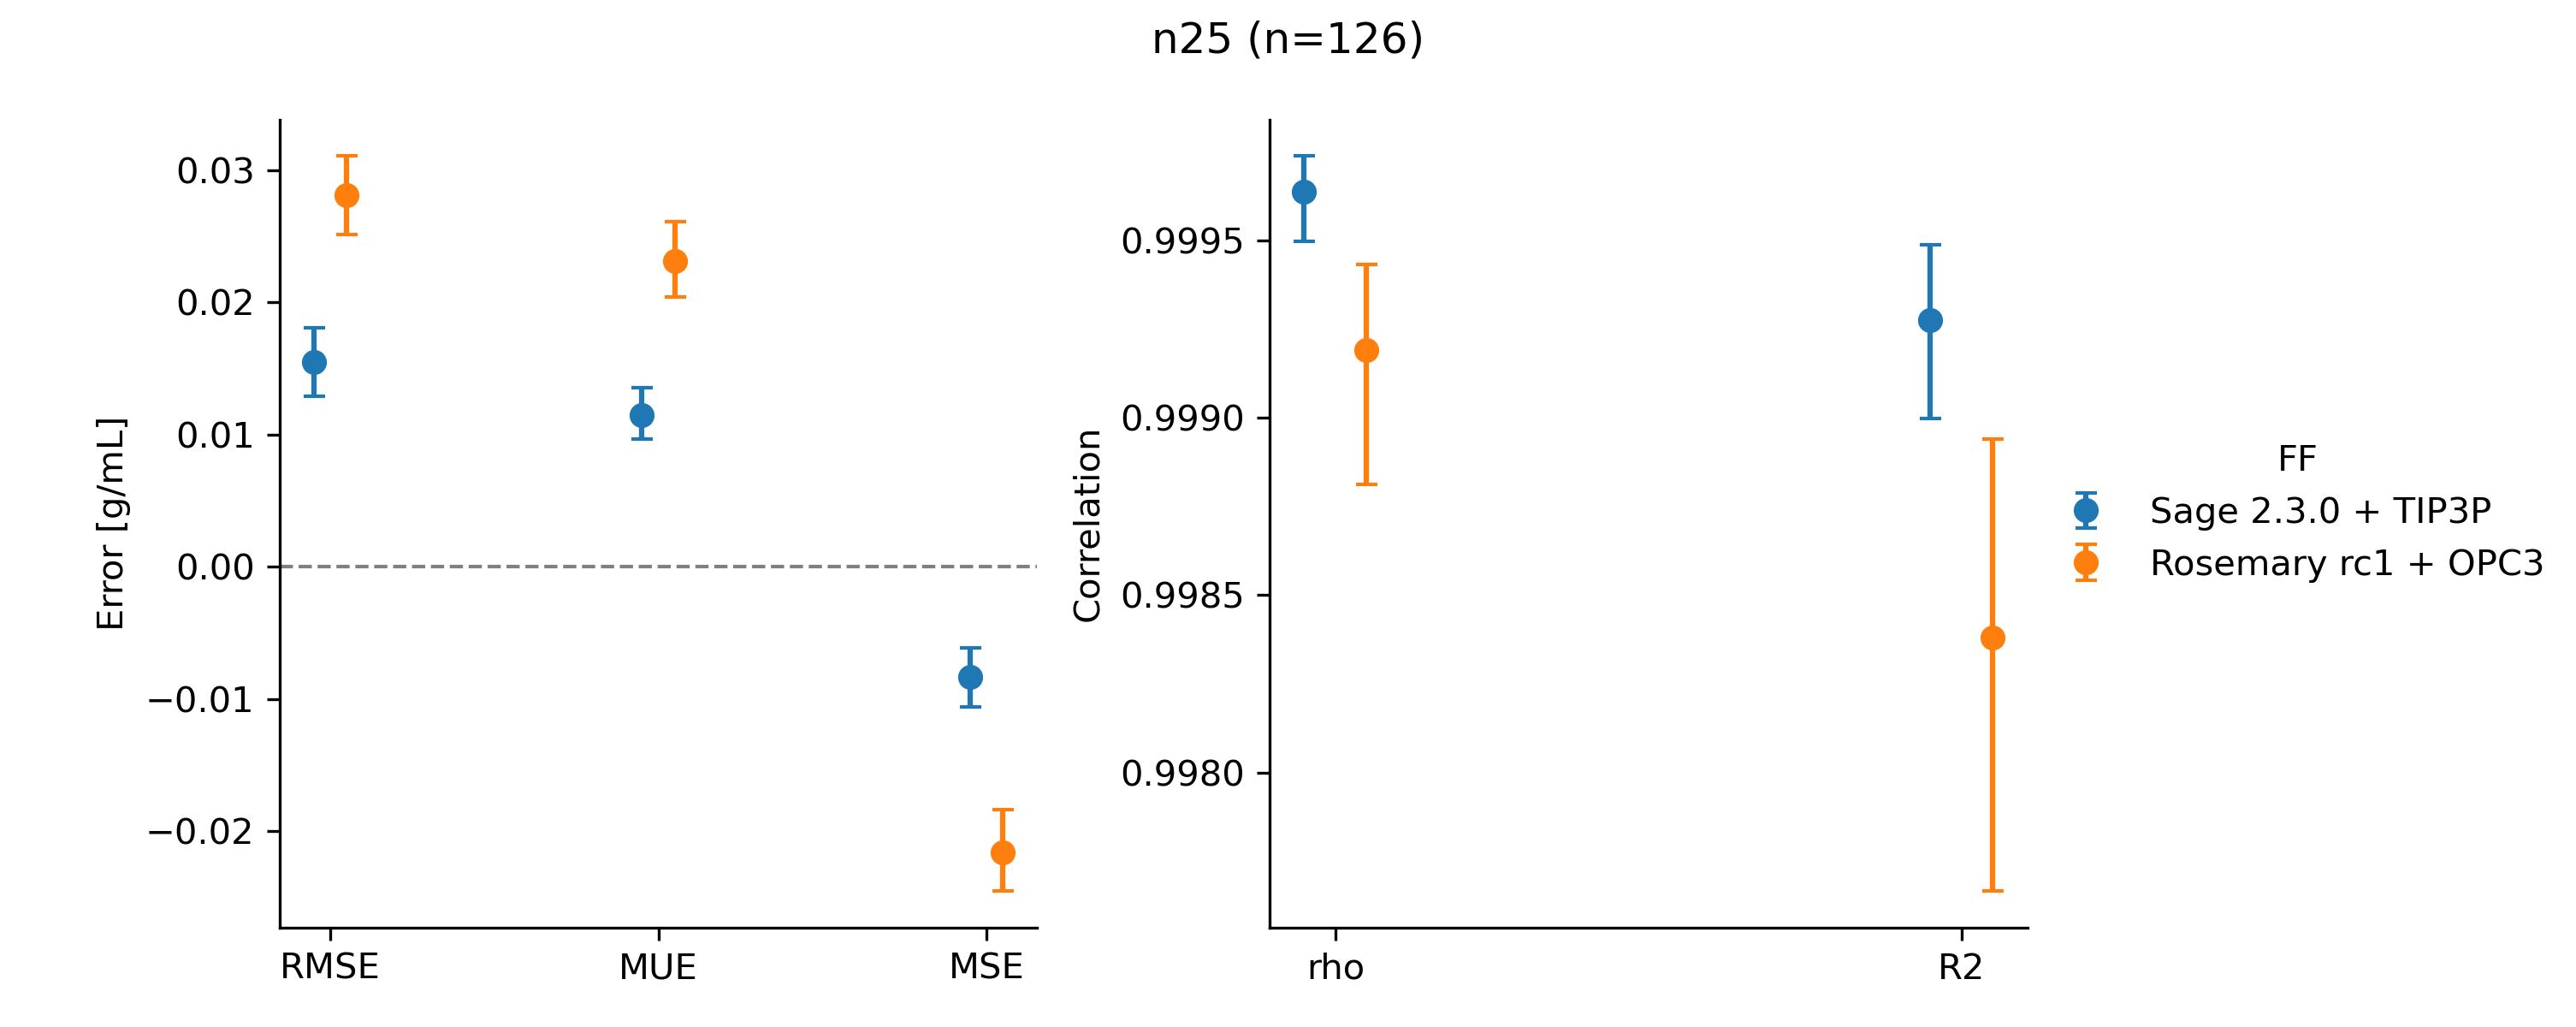 n25 (n=126)
Error [g/mL]
0.03
0.02
0.01
0.00
−0.01
−0.02
RMSE
MUE
MSE
Correlation
0.9995
0.9990
0.9985
0.9980
rho
R2
FF
Sage 2.3.0 + TIP3P
Rosemary rc1 + OPC3